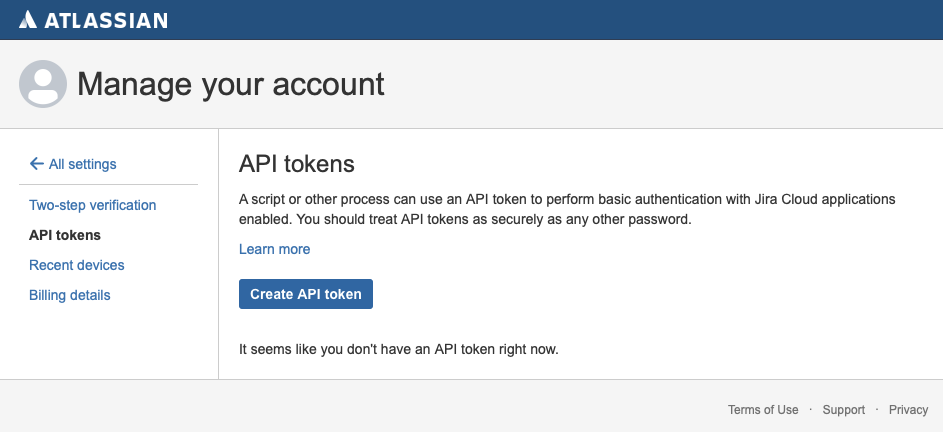 ATLASSIAN
Manage your account
← All settings
Two-step verification
API tokens
Recent devices
Billing details
API tokens
A script or other process can use an API token to perform basic authentication with Jira Cloud applications
enabled. You should treat API tokens as securely as any other password.
Learn more
Create API token
It seems like you don't have an API token right now.
Terms of Use · Support · Privacy